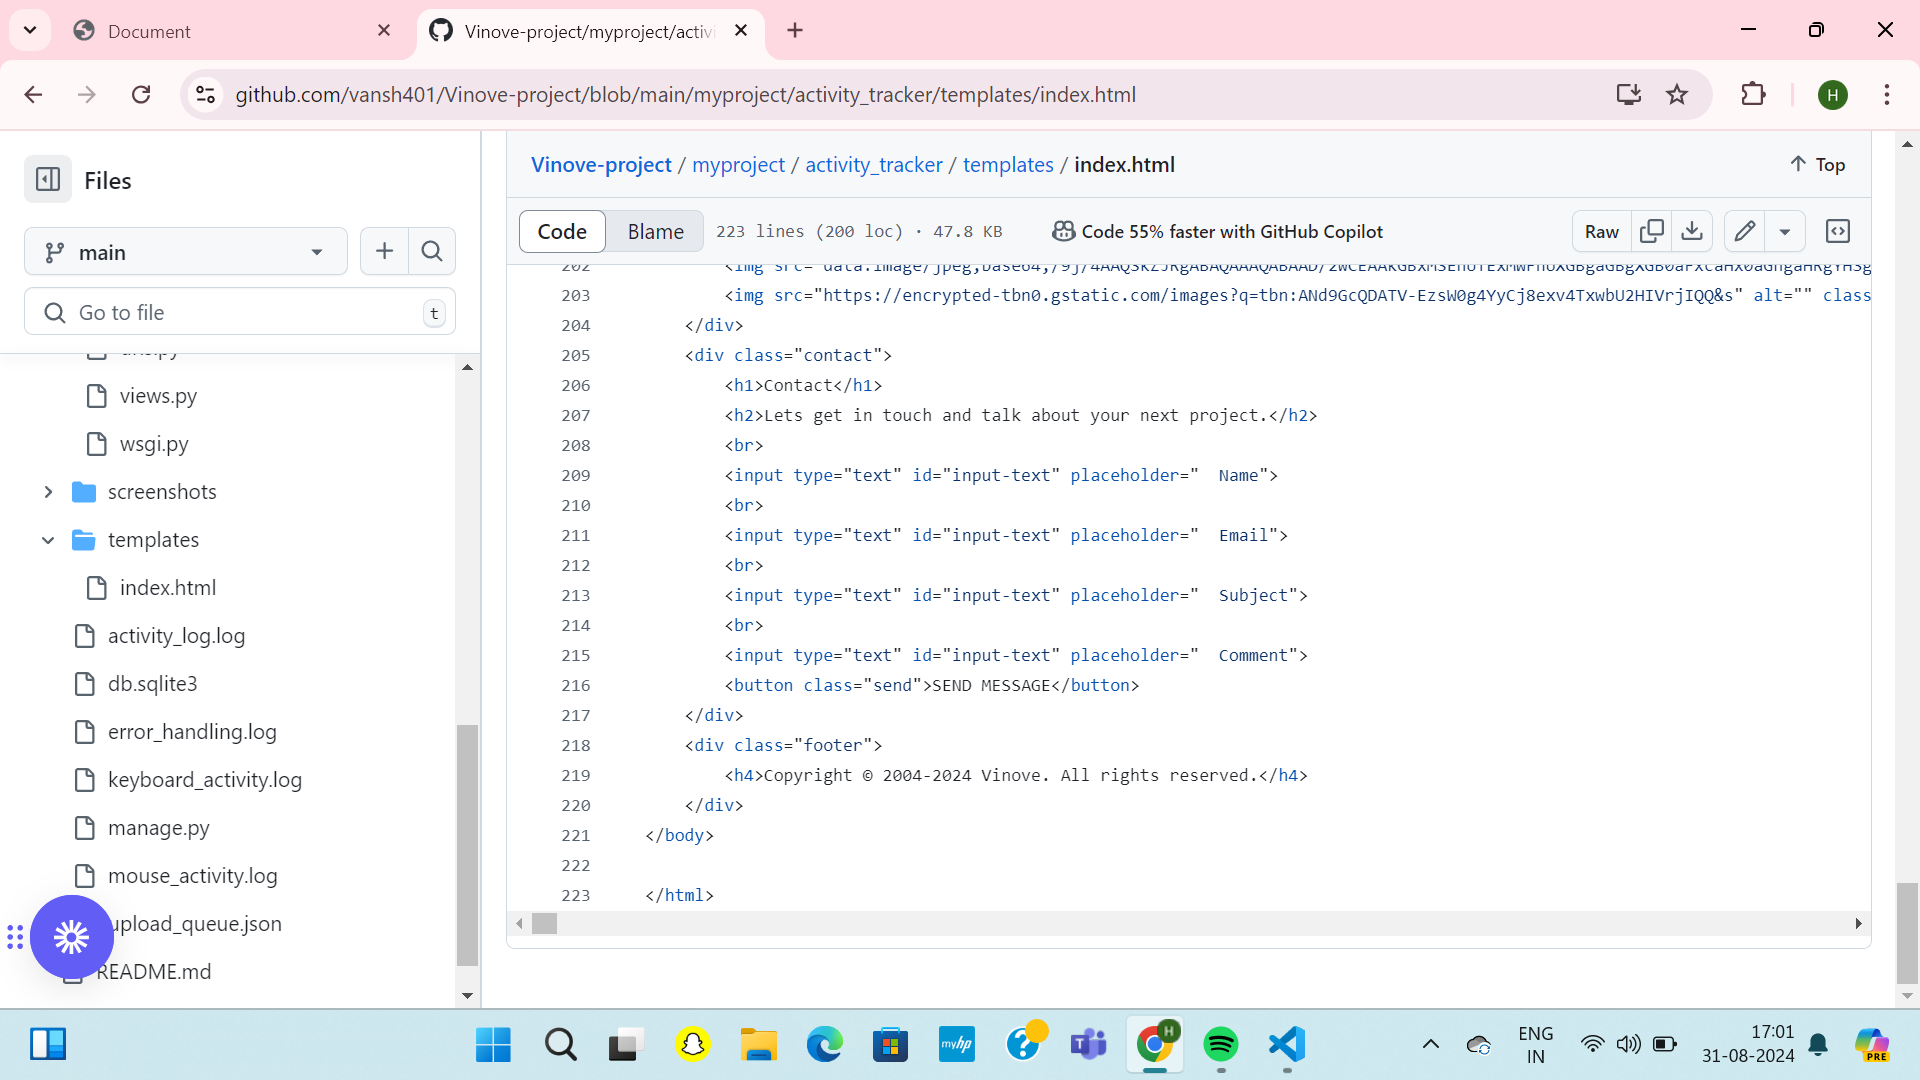 Document
Vinove-project/myproject/activi
github.com/vansh401/Vinove-project/blob/main/myproject/activity_tracker/templates/index.html
H
Files
main
Go to file
t
views.py
wsgi.py
screenshots
templates
index.html
activity_log.log
db.sqlite3
error_handling.log
keyboard_activity.log
manage.py
mouse_activity.log
upload_queue.json
README.md
Vinove-project / myproject / activity_tracker / templates / index.html
Top
Code Blame 223 lines (200 loc) · 47.8 KB Code 55% faster with GitHub Copilot Raw
202
203 <img src="https://encrypted-tbn0.gstatic.com/images?q=tbn:ANd9GcQDATV-EzsW0g4YyCj8exv4TxwbU2HIVrjIQQ&s" alt="" class
204 </div>
205 <div class="contact">
206 <h1>Contact</h1>
207 <h2>Lets get in touch and talk about your next project.</h2>
208 <br>
209 <input type="text" id="input-text" placeholder="  Name">
210 <br>
211 <input type="text" id="input-text" placeholder="  Email">
212 <br>
213 <input type="text" id="input-text" placeholder="  Subject">
214 <br>
215 <input type="text" id="input-text" placeholder="  Comment">
216 <button class="send">SEND MESSAGE</button>
217 </div>
218 <div class="footer">
219 <h4>Copyright © 2004-2024 Vinove. All rights reserved.</h4>
220 </div>
221 </body>
222
223 </html>
myhp
T
H
ENG
IN
17:01
31-08-2024
PRE